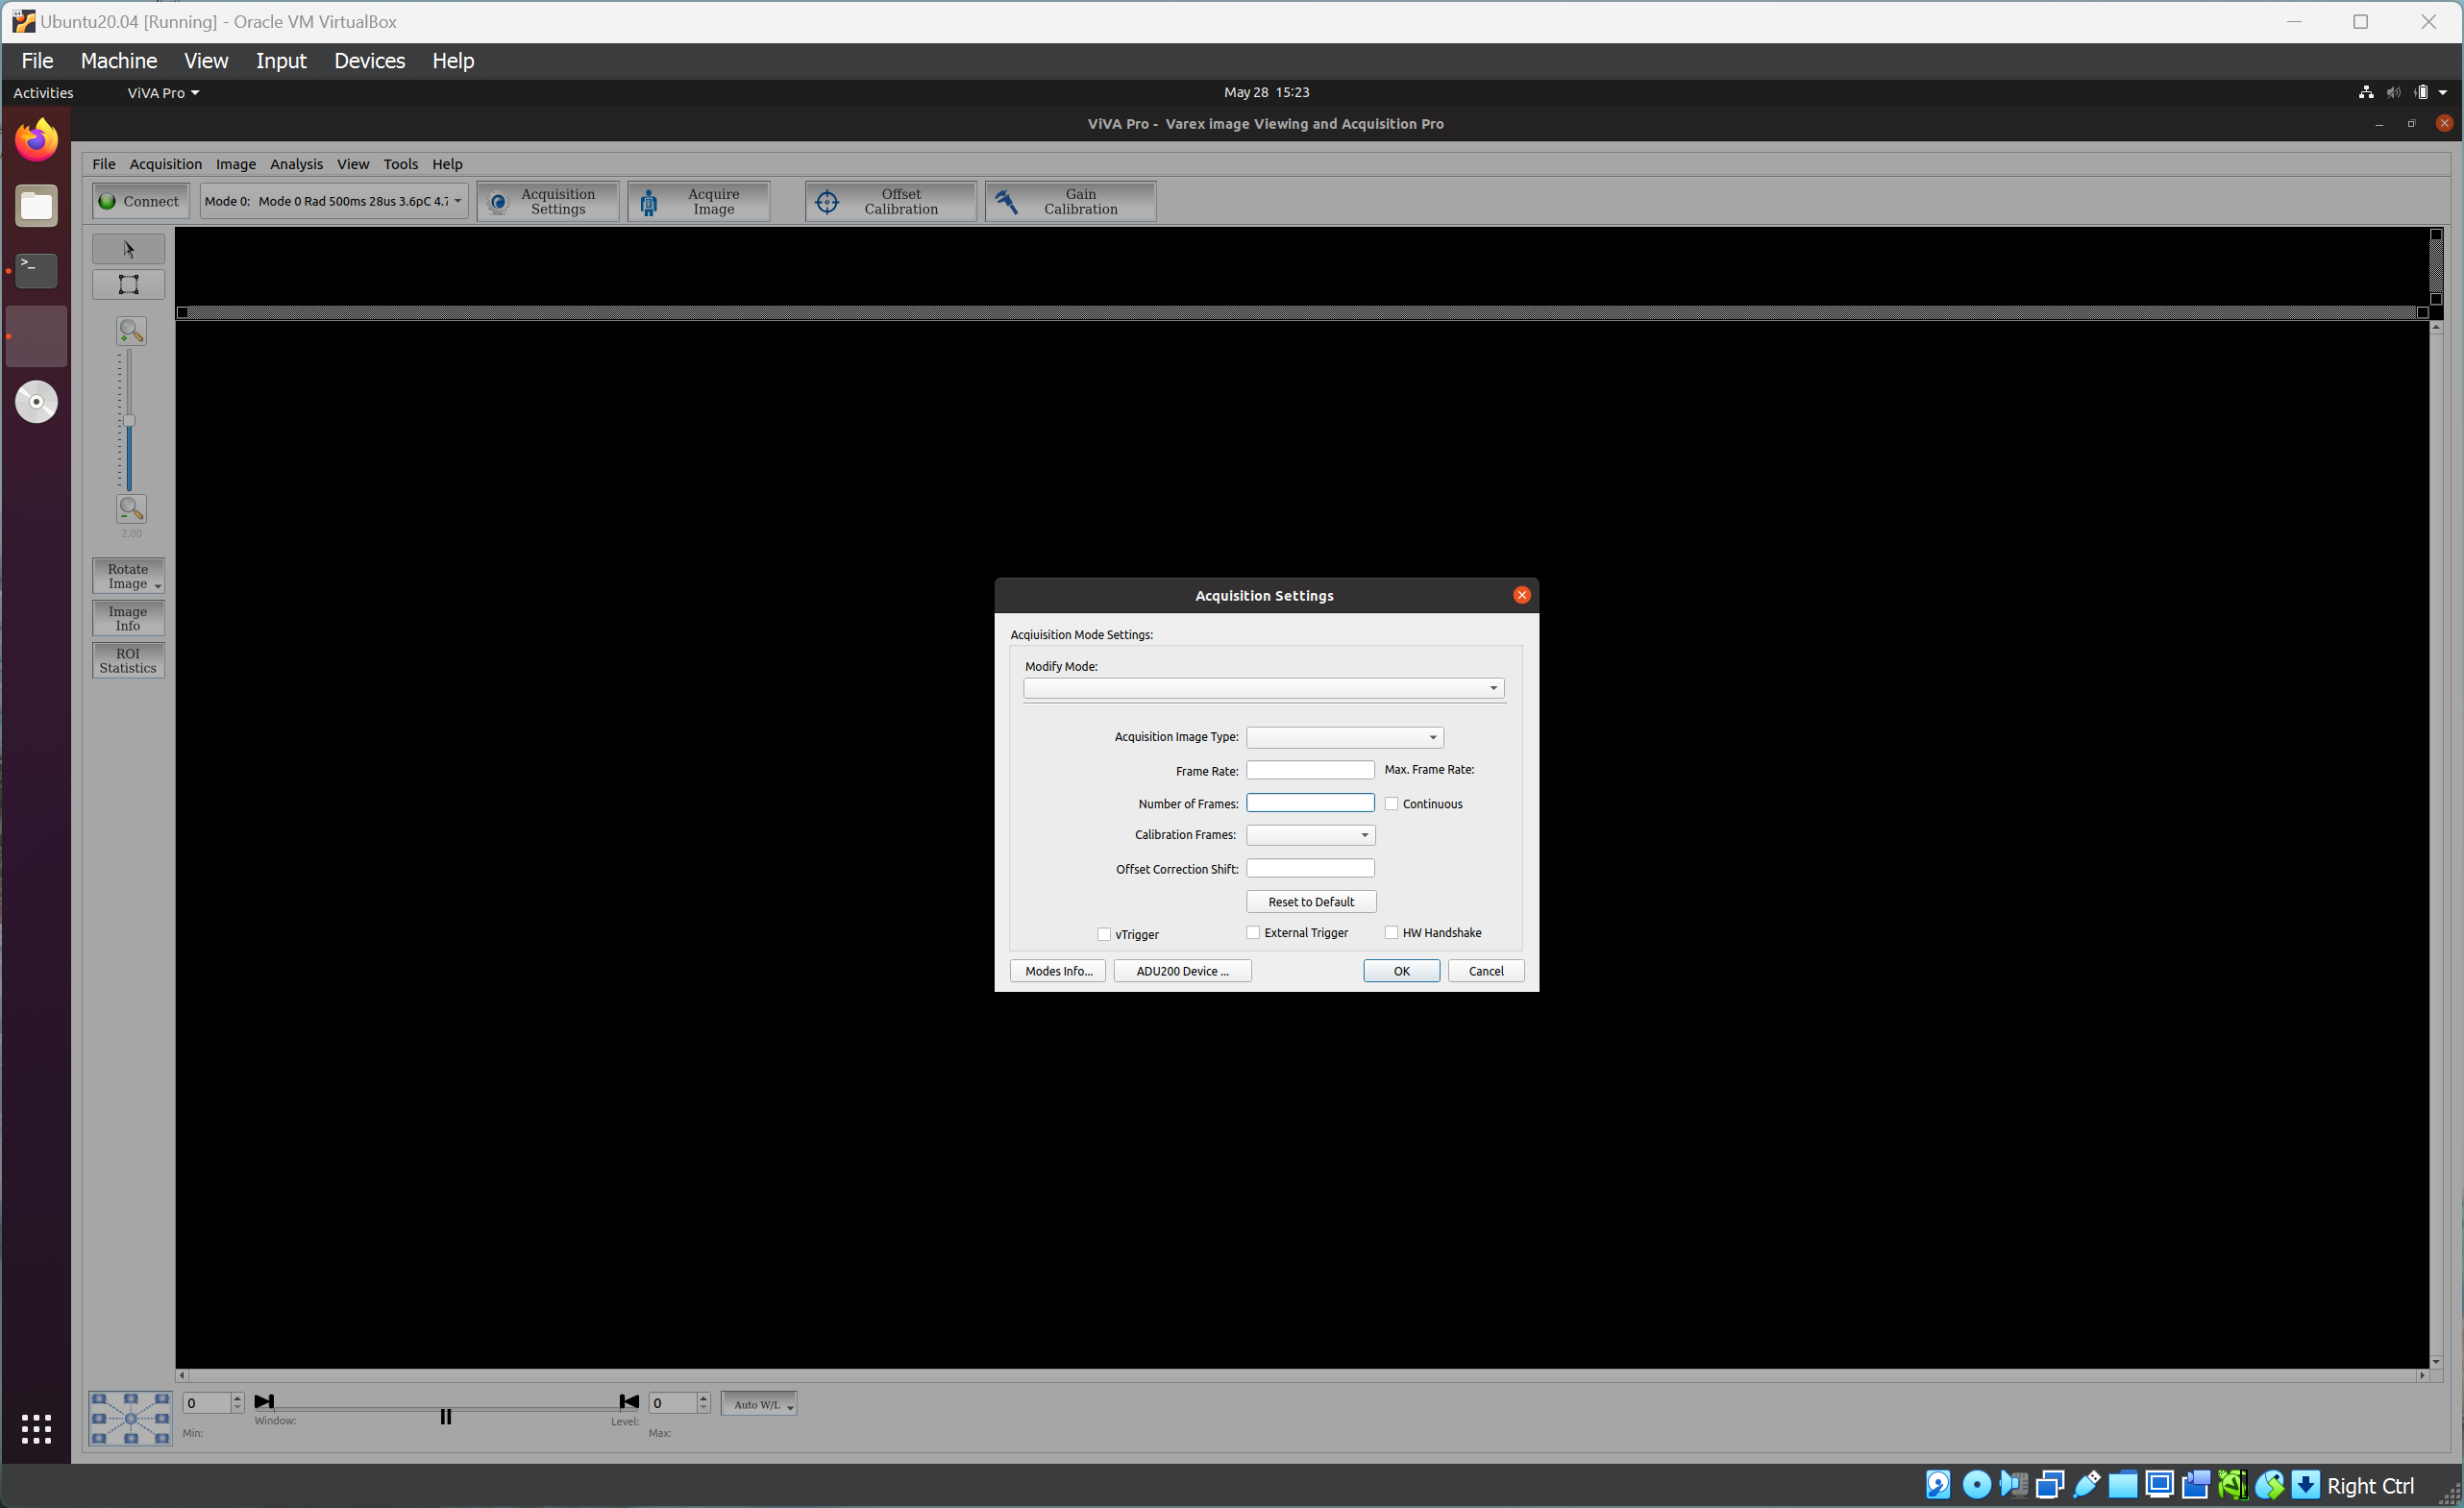 Ubuntu20.04 [Running] - Oracle VM VirtualBox
File Machine View Input Devices Help
Activities ViVA Pro May 28 15:23
ViVA Pro - Varex image Viewing and Acquisition Pro
File Acquisition Image Analysis View Tools Help
Connect
Mode 0: Mode 0 Rad 500ms 28us 3.6pC 4.
Acquisition
Settings
Acquire
Image
Offset
Calibration
Gain
Calibration
2.00
Rotate
Image
Image
Info
ROI
Statistics
Acquisition Settings
Acqiuisition Mode Settings:
Modify Mode:
Acquisition Image Type:
Frame Rate: Max. Frame Rate:
Number of Frames: Continuous
Calibration Frames:
Offset Correction Shift:
Reset to Default
vTrigger External Trigger HW Handshake
Modes Info... ADU200 Device ... OK Cancel
0 0 Auto W/L
Window: Level:
Min: Max:
Right Ctrl